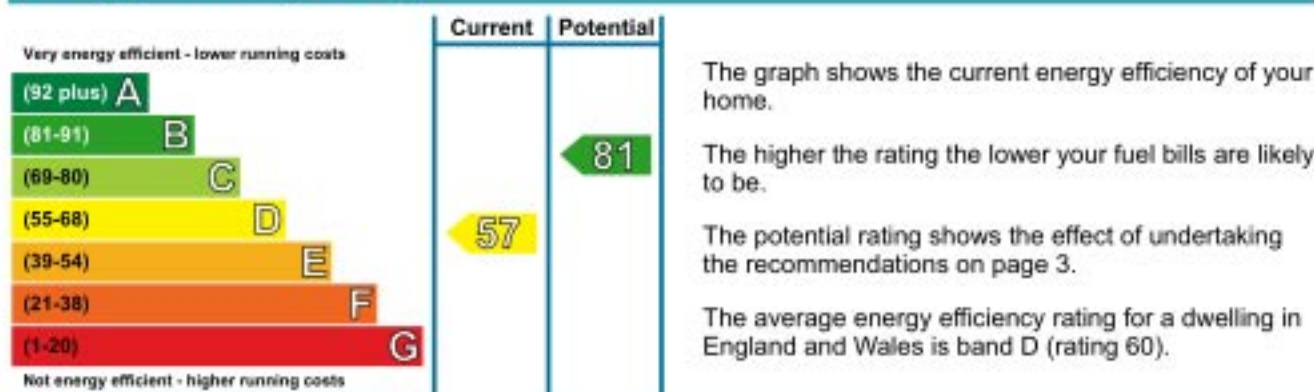 Current Potential
Very energy efficient - lower running costs
(92 plus) A
(81-91) B
(69-80) C
(55-68) D
(39-54) E
(21-38) F
(1-20) G
Not energy efficient - higher running costs
81
57
The graph shows the current energy efficiency of your
home.
The higher the rating the lower your fuel bills are likely
to be.
The potential rating shows the effect of undertaking
the recommendations on page 3.
The average energy efficiency rating for a dwelling in
England and Wales is band D (rating 60).